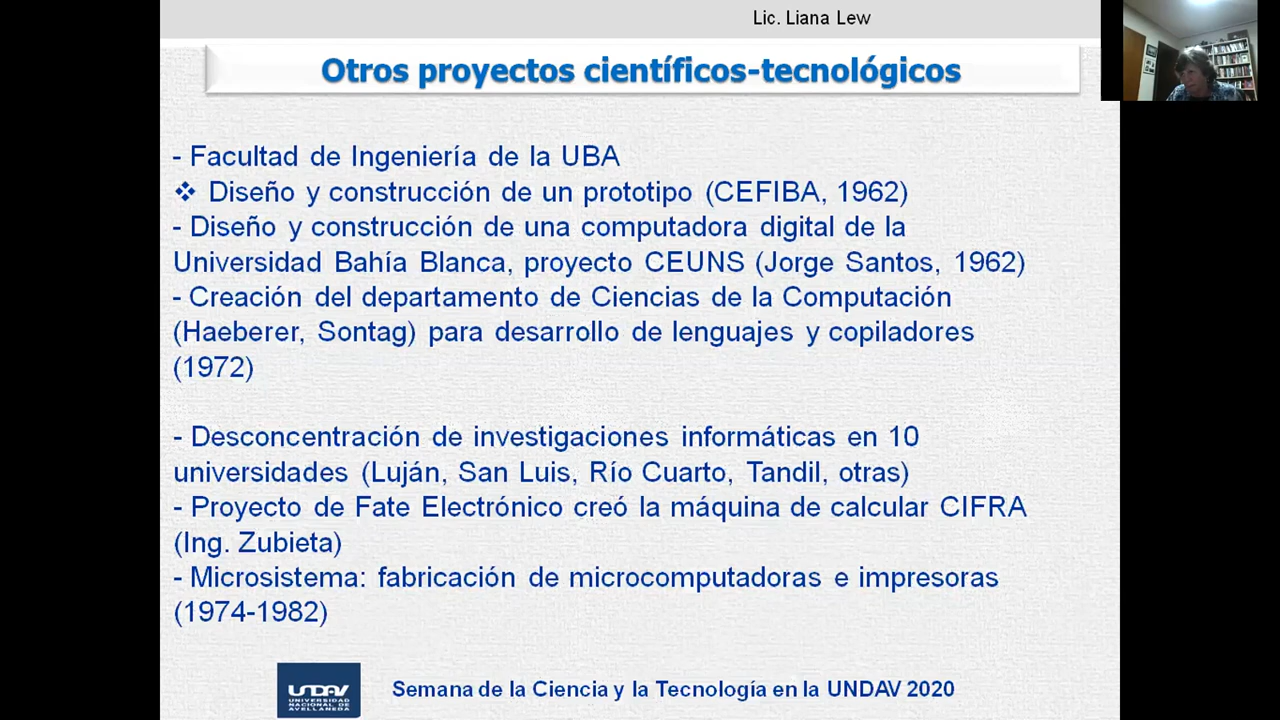 Lic. Liana Lew
Otros proyectos científicos-tecnológicos
- Facultad de Ingeniería de la UBA
❖ Diseño y construcción de un prototipo (CEFIBA, 1962)
- Diseño y construcción de una computadora digital de la
Universidad Bahía Blanca, proyecto CEUNS (Jorge Santos, 1962)
- Creación del departamento de Ciencias de la Computación
(Haeberer, Sontag) para desarrollo de lenguajes y copiladores
(1972)
- Desconcentración de investigaciones informáticas en 10
universidades (Luján, San Luis, Río Cuarto, Tandil, otras)
- Proyecto de Fate Electrónico creó la máquina de calcular CIFRA
(Ing. Zubieta)
- Microsistema: fabricación de microcomputadoras e impresoras
(1974-1982)
UNDAV
UNIVERSIDAD
NACIONAL DE
AVELLANEDA
Semana de la Ciencia y la Tecnología en la UNDAV 2020